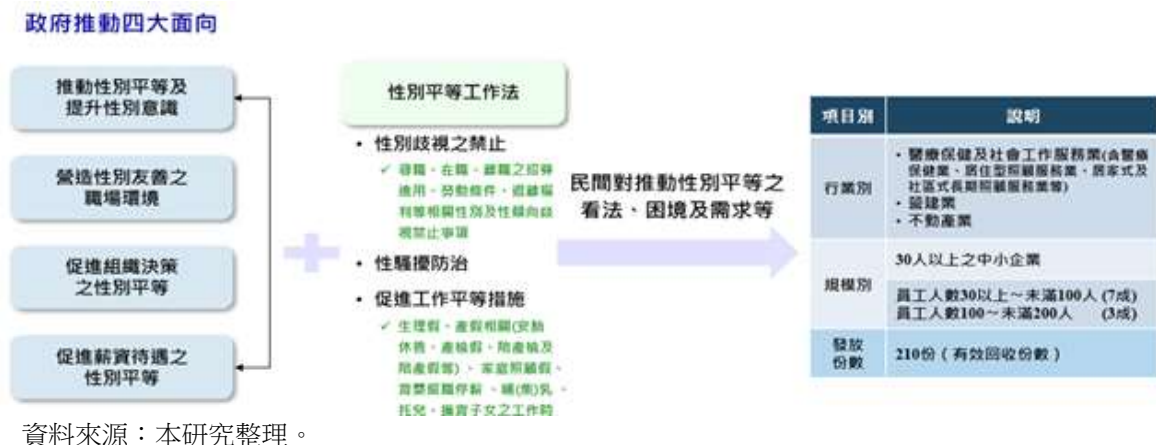 政府推動四大面向
推動性別平等及
提升性別意識
營造性別友善之
職場環境
促進組織決策
之性別平等
促進薪資待遇之
性別平等
性別平等工作法
• 性別歧視之禁止
✓ 尋職、在職、離職之招募
進用、勞動條件、退離福
利等相關性別及性傾向歧
視禁止事項
• 性騷擾防治
• 促進工作平等措施
✓ 生理假、產假相關(安胎
休養、產檢假、陪產檢及
陪產假等)、家庭照顧假、
育嬰留職停薪、哺(集)乳、
托兒、撫育子女之工作時
民間對推動性別平等之
看法、困境及需求等
項目別 說明
行業別
• 醫療保健及社會工作服務業(含醫療
保健業、居住型照顧服務業、居家式及
社區式長期照顧服務業等)
• 營建業
• 不動產業
規模別
30人以上之中小企業
員工人數30以上～未滿100人 (7成)
員工人數100～未滿200人 (3成)
發放
份數
210份（有效回收份數）
資料來源：本研究整理。